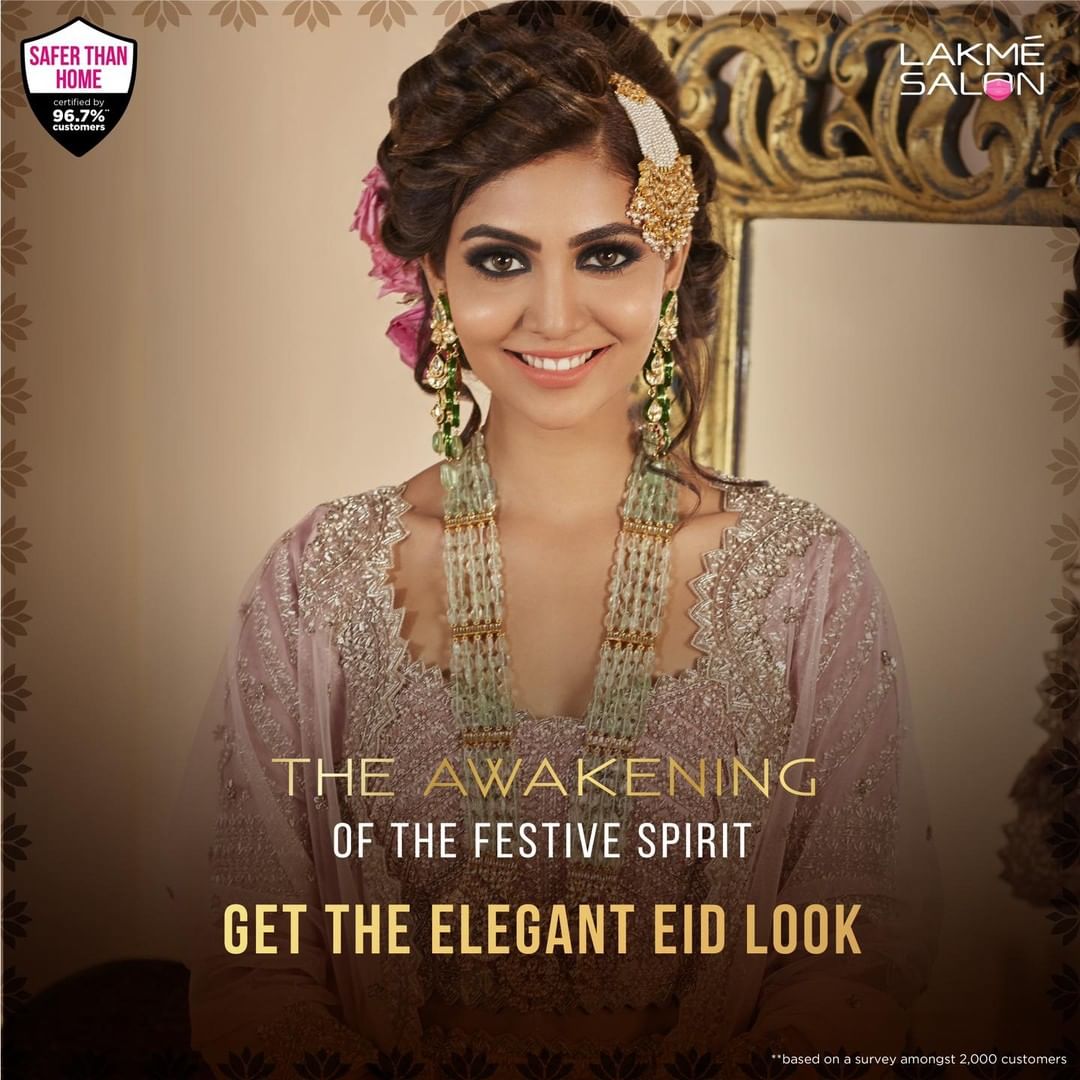 SAFER THAN
HOME
certified by
96.7%**
customers
LAKMÉ
SALON
THE AWAKENING
OF THE FESTIVE SPIRIT
GET THE ELEGANT EID LOOK
**based on a survey amongst 2,000 customers